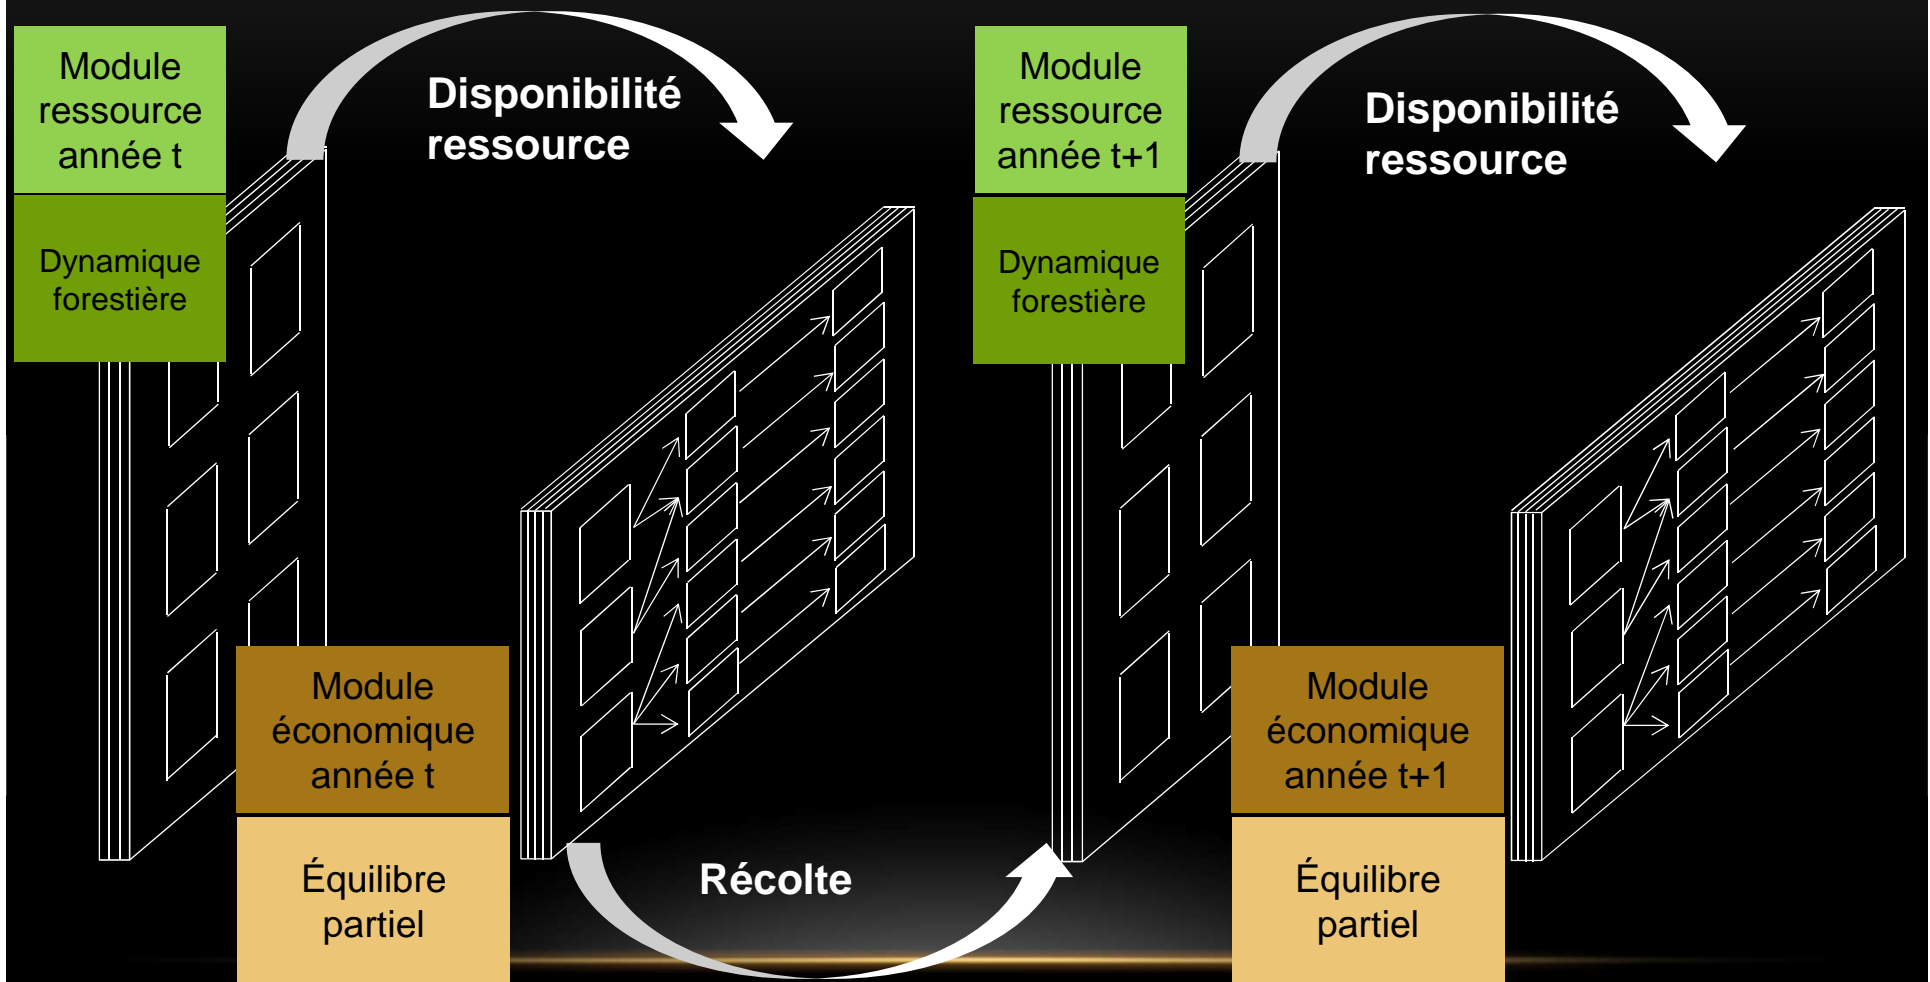 Module
ressource
année t
Dynamique
forestière
Disponibilité
ressource
Module
économique
année t
Équilibre
partiel
Récolte
Module
ressource
année t+1
Dynamique
forestière
Disponibilité
ressource
Module
économique
année t+1
Équilibre
partiel